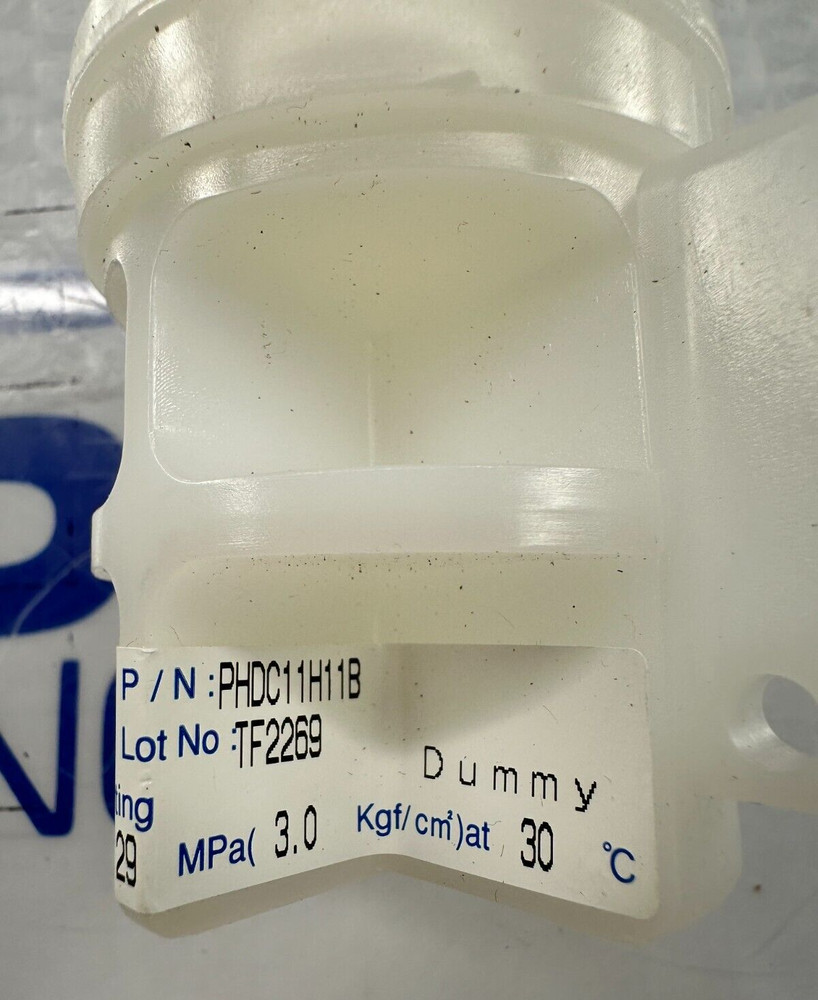 P / N : PHDC11H11B
Lot No : TF2269
Dummy
ting
29 MPa( 3.0 Kgf/cm²)at 30 °C